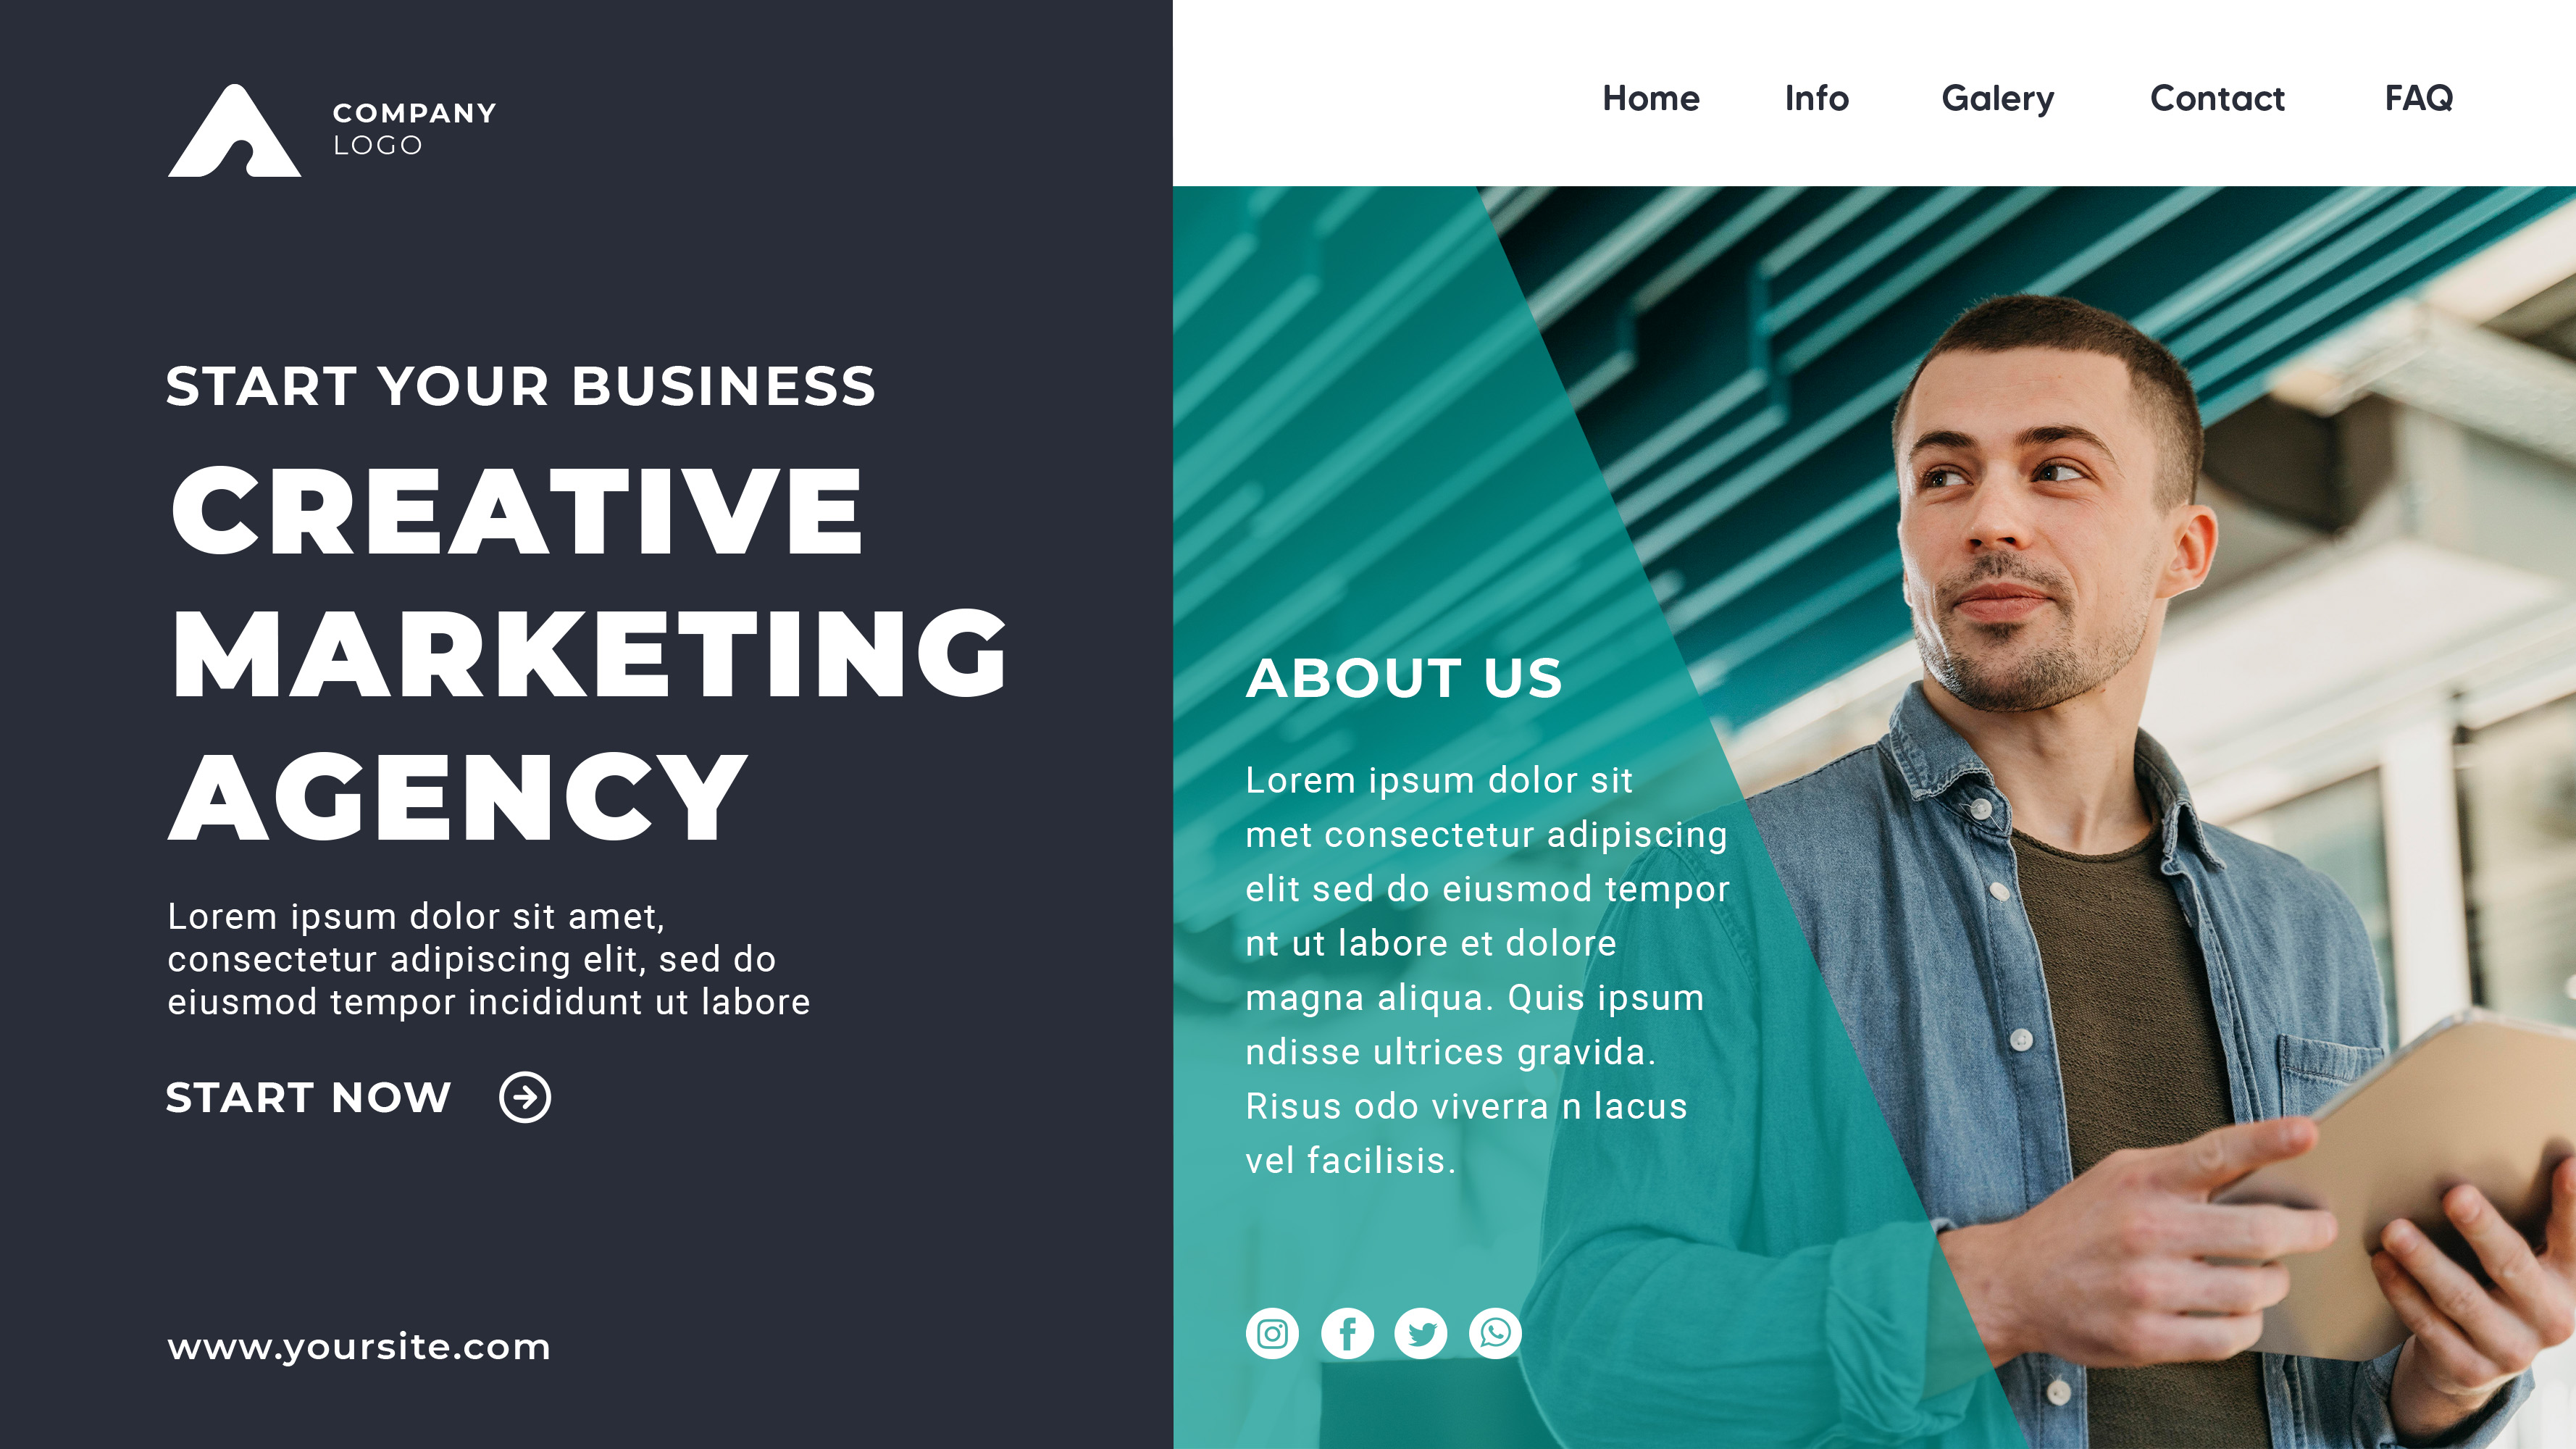 COMPANY
LOGO
Home Info Galery Contact FAQ
START YOUR BUSINESS
CREATIVE
MARKETING
AGENCY
Lorem ipsum dolor sit amet,
consectetur adipiscing elit, sed do
eiusmod tempor incididunt ut labore
START NOW
www.yoursite.com
ABOUT US
Lorem ipsum dolor sit
met consectetur adipiscing
elit sed do eiusmod tempor
nt ut labore et dolore
magna aliqua. Quis ipsum
ndisse ultrices gravida.
Risus odo viverra n lacus
vel facilisis.